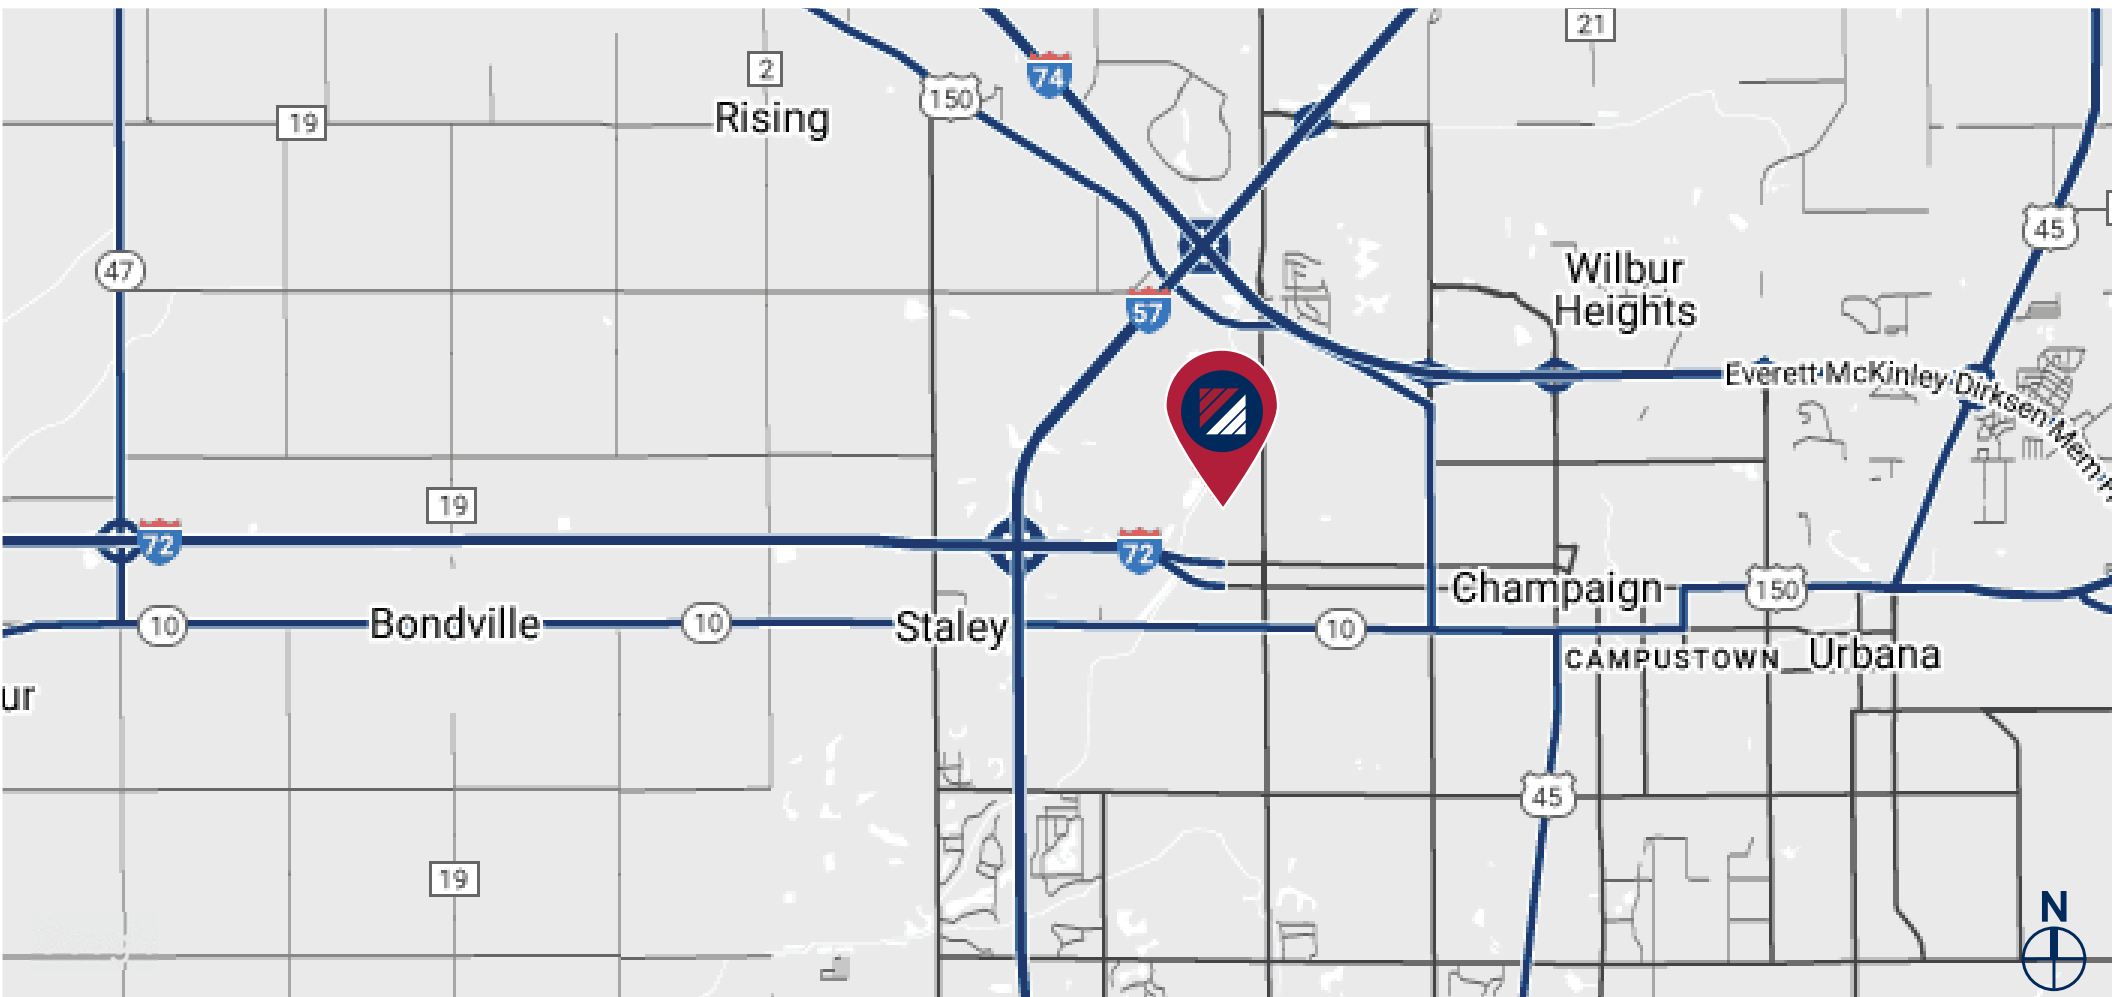 21
74
2
150
Rising
19
45
47
Wilbur
Heights
57
Everett McKinley Dirksen Mem
19
72
72
Champaign
150
10
Bondville
10
Staley
10
CAMPUSTOWN
Urbana
ur
45
19
N